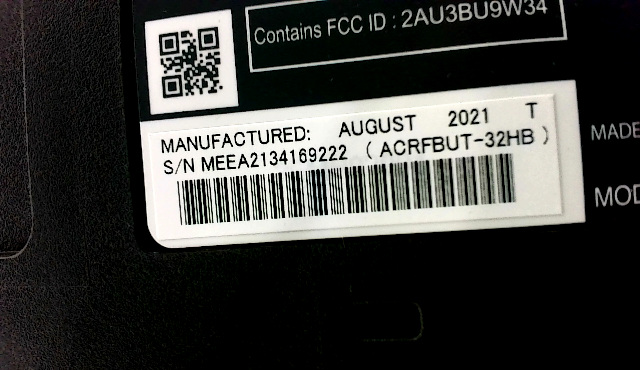 Contains FCC ID : 2AU3BU9W34
MANUFACTURED: AUGUST 2021 T
S/N MEEA2134169222 ( ACRFBUT-32HB )
MADE
MOD